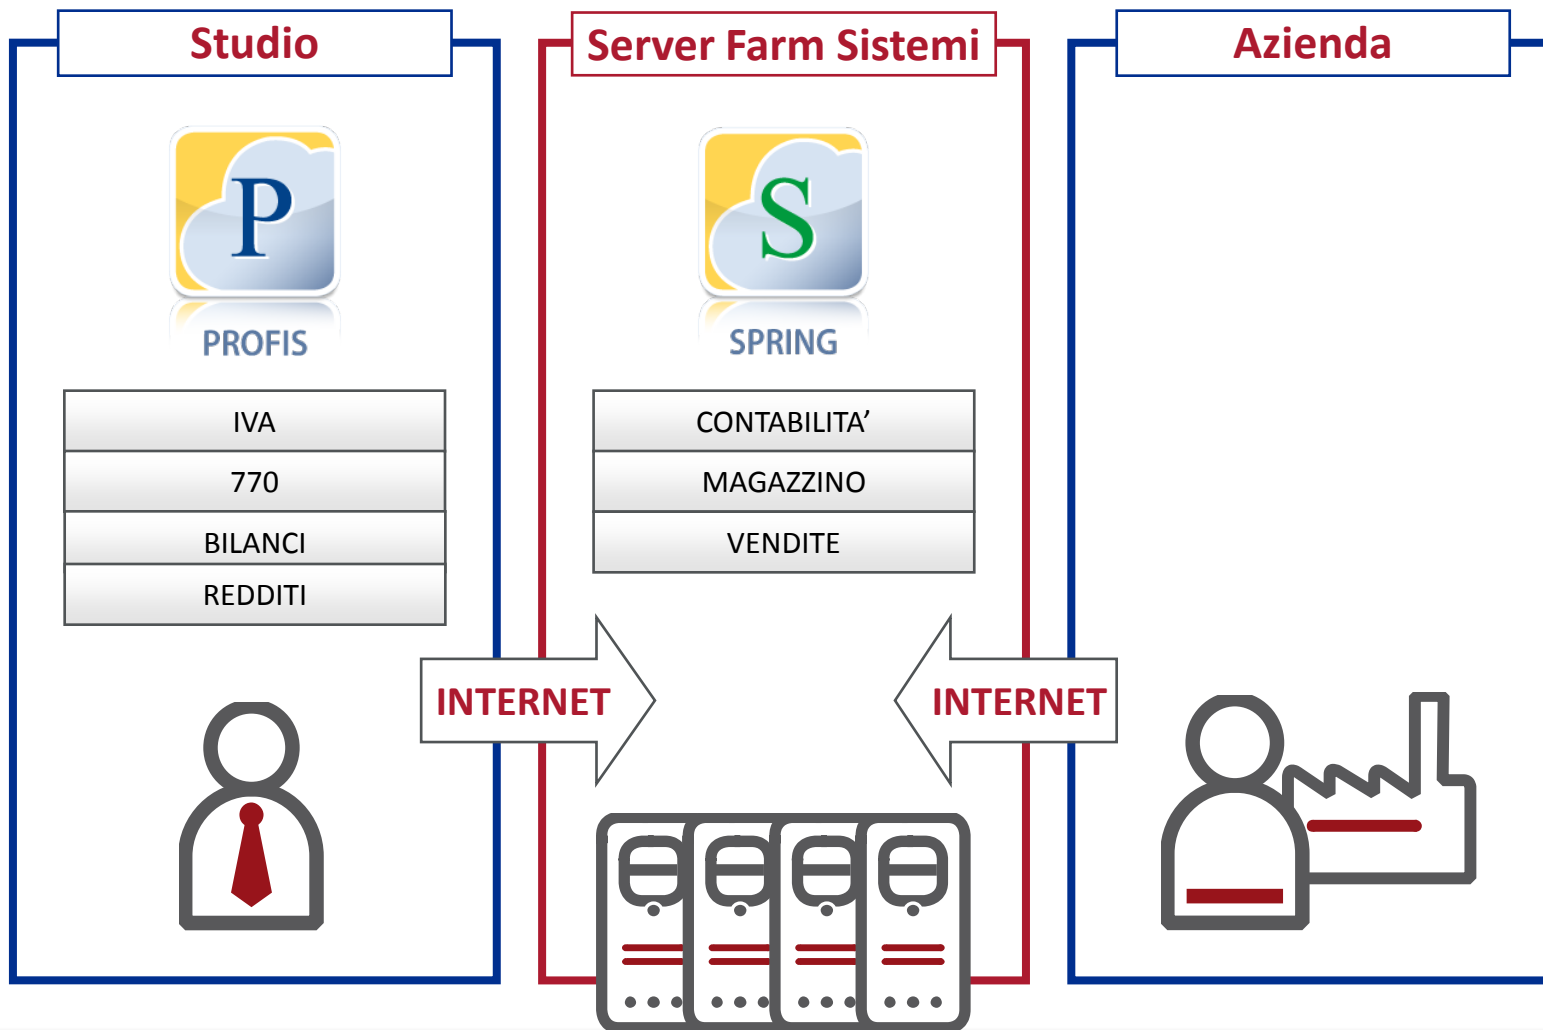 Studio
P
PROFIS
IVA
770
BILANCI
REDDITI
INTERNET
Server Farm Sistemi
S
SPRING
CONTABILITA’
MAGAZZINO
VENDITE
Azienda
INTERNET